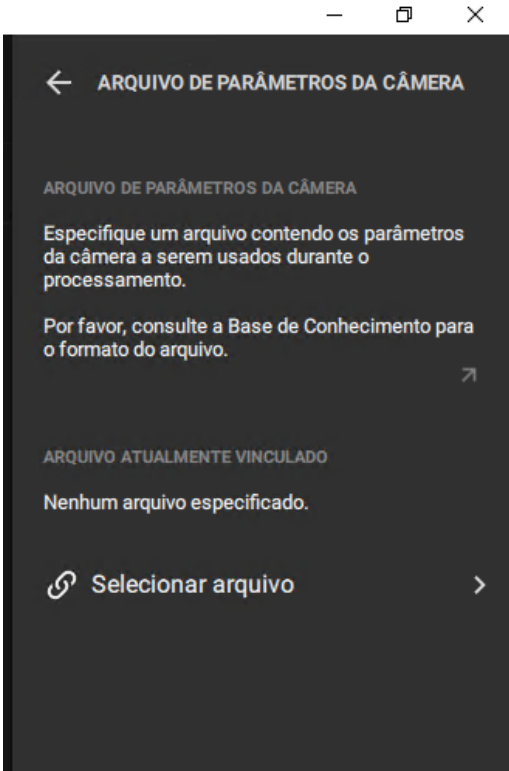 ARQUIVO DE PARÂMETROS DA CÂMERA
ARQUIVO DE PARÂMETROS DA CÂMERA
Especifique um arquivo contendo os parâmetros
da câmera a serem usados durante o
processamento.
Por favor, consulte a Base de Conhecimento para
o formato do arquivo.
ARQUIVO ATUALMENTE VINCULADO
Nenhum arquivo especificado.
Selecionar arquivo